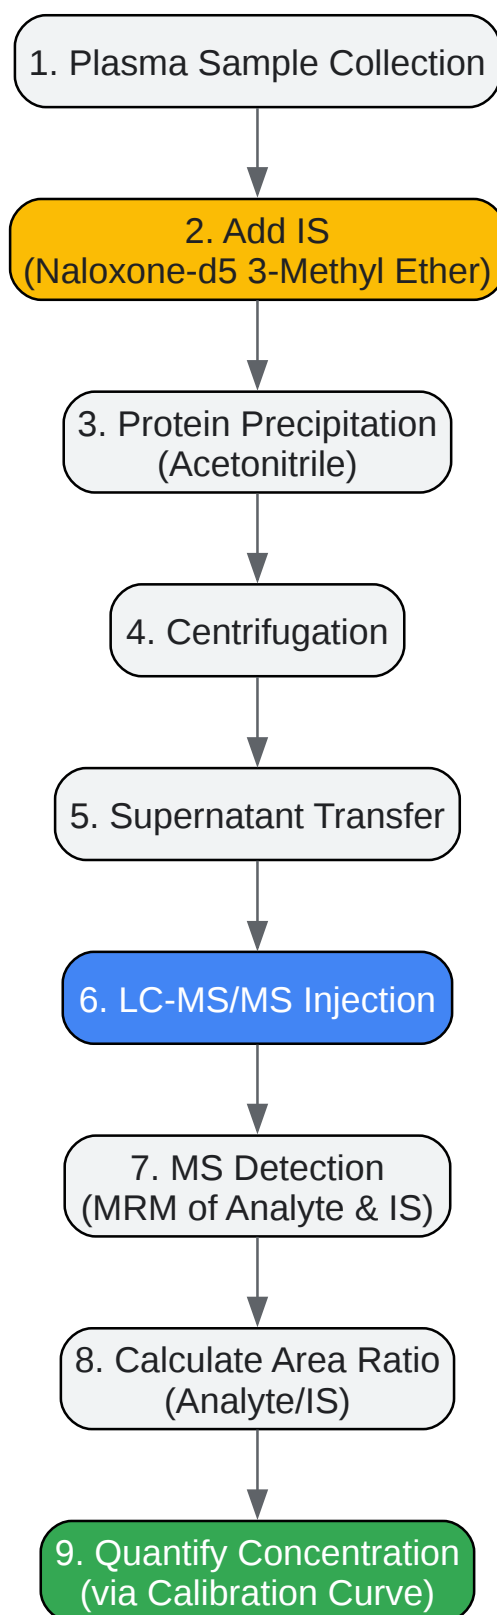 1. Plasma Sample Collection
2. Add IS
(Naloxone-d5 3-Methyl Ether)
3. Protein Precipitation
(Acetonitrile)
4. Centrifugation
5. Supernatant Transfer
6. LC-MS/MS Injection
7. MS Detection
(MRM of Analyte & IS)
8. Calculate Area Ratio
(Analyte/IS)
9. Quantify Concentration
(via Calibration Curve)